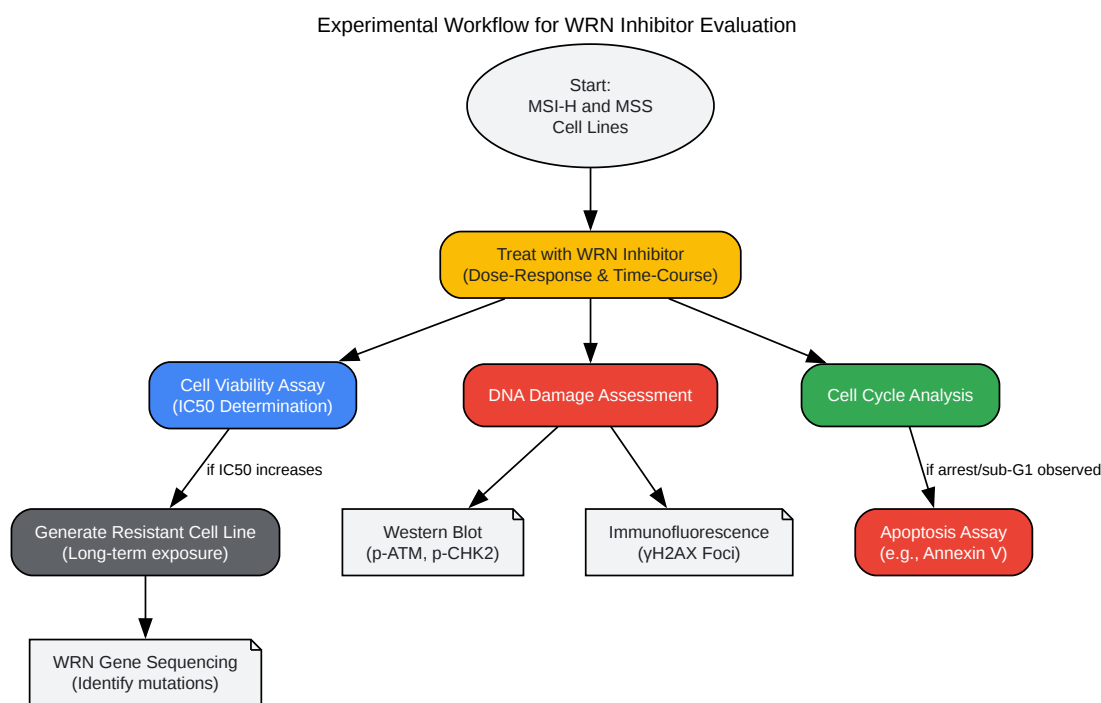 Experimental Workflow for WRN Inhibitor Evaluation
Start:
MSI-H and MSS
Cell Lines
Treat with WRN Inhibitor
(Dose-Response & Time-Course)
Cell Viability Assay
(IC50 Determination)
DNA Damage Assessment
Cell Cycle Analysis
if IC50 increases
if arrest/sub-G1 observed
Generate Resistant Cell Line
(Long-term exposure)
Western Blot
(p-ATM, p-CHK2)
Immunofluorescence
(γH2AX Foci)
Apoptosis Assay
(e.g., Annexin V)
WRN Gene Sequencing
(Identify mutations)